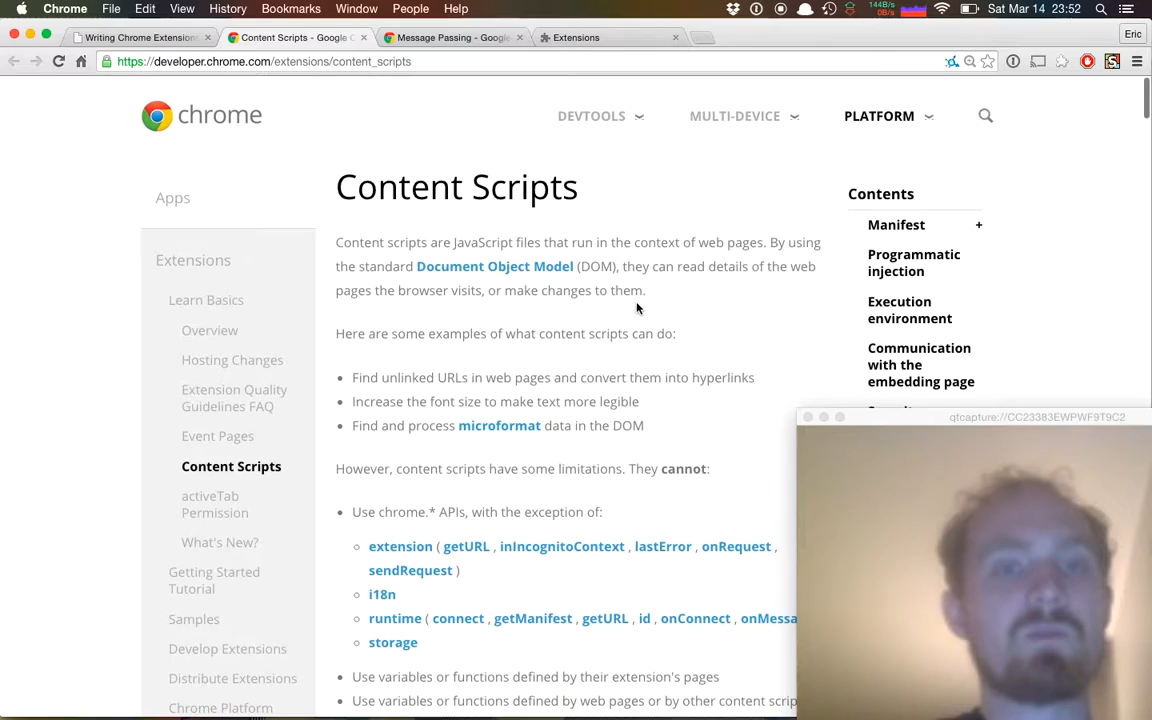 Chrome File Edit View History Bookmarks Window People Help
144B/s
0B/s
Sat Mar 14 23:52
Writing Chrome Extensions
Content Scripts - Google C
Message Passing - Google
Extensions
Eric
https://developer.chrome.com/extensions/content_scripts
chrome
DEVTOOLS
MULTI-DEVICE
PLATFORM
Apps
Extensions
Learn Basics
Overview
Hosting Changes
Extension Quality
Guidelines FAQ
Event Pages
Content Scripts
activeTab
Permission
What's New?
Getting Started
Tutorial
Samples
Develop Extensions
Distribute Extensions
Chrome Platform
Content Scripts
Content scripts are JavaScript files that run in the context of web pages. By using
the standard Document Object Model (DOM), they can read details of the web
pages the browser visits, or make changes to them.
Here are some examples of what content scripts can do:
• Find unlinked URLs in web pages and convert them into hyperlinks
• Increase the font size to make text more legible
• Find and process microformat data in the DOM
However, content scripts have some limitations. They cannot:
• Use chrome.* APIs, with the exception of:
extension ( getURL , inIncognitoContext , lastError , onRequest ,
sendRequest )
i18n
runtime ( connect , getManifest , getURL , id , onConnect , onMessa
storage
• Use variables or functions defined by their extension's pages
• Use variables or functions defined by web pages or by other content scrip
Contents
Manifest +
Programmatic
injection
Execution
environment
Communication
with the
embedding page
qtcapture://CC23383EWPWF9T9C2